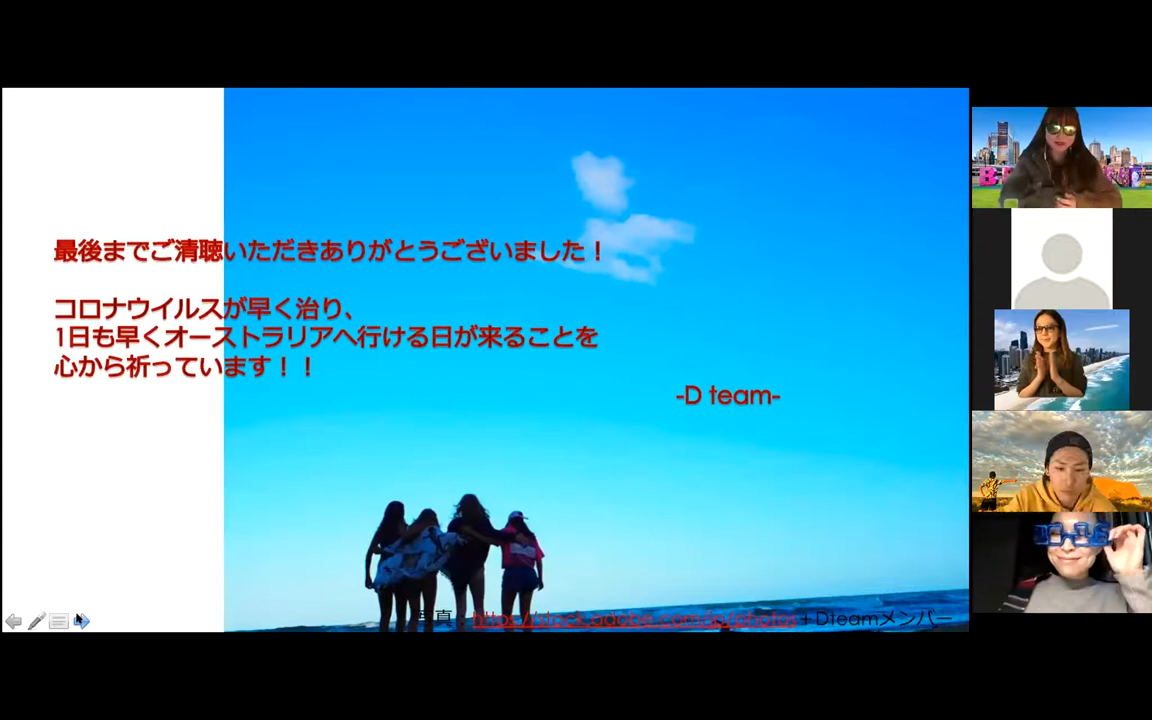 最後までご清聴いただきありがとうございました！
コロナウイルスが早く治り、
1日も早くオーストラリアへ行ける日が来ることを
心から祈っています！！
-D team-
写真：https://stock.adobe.com/jp/photos＋Dteamメンバー